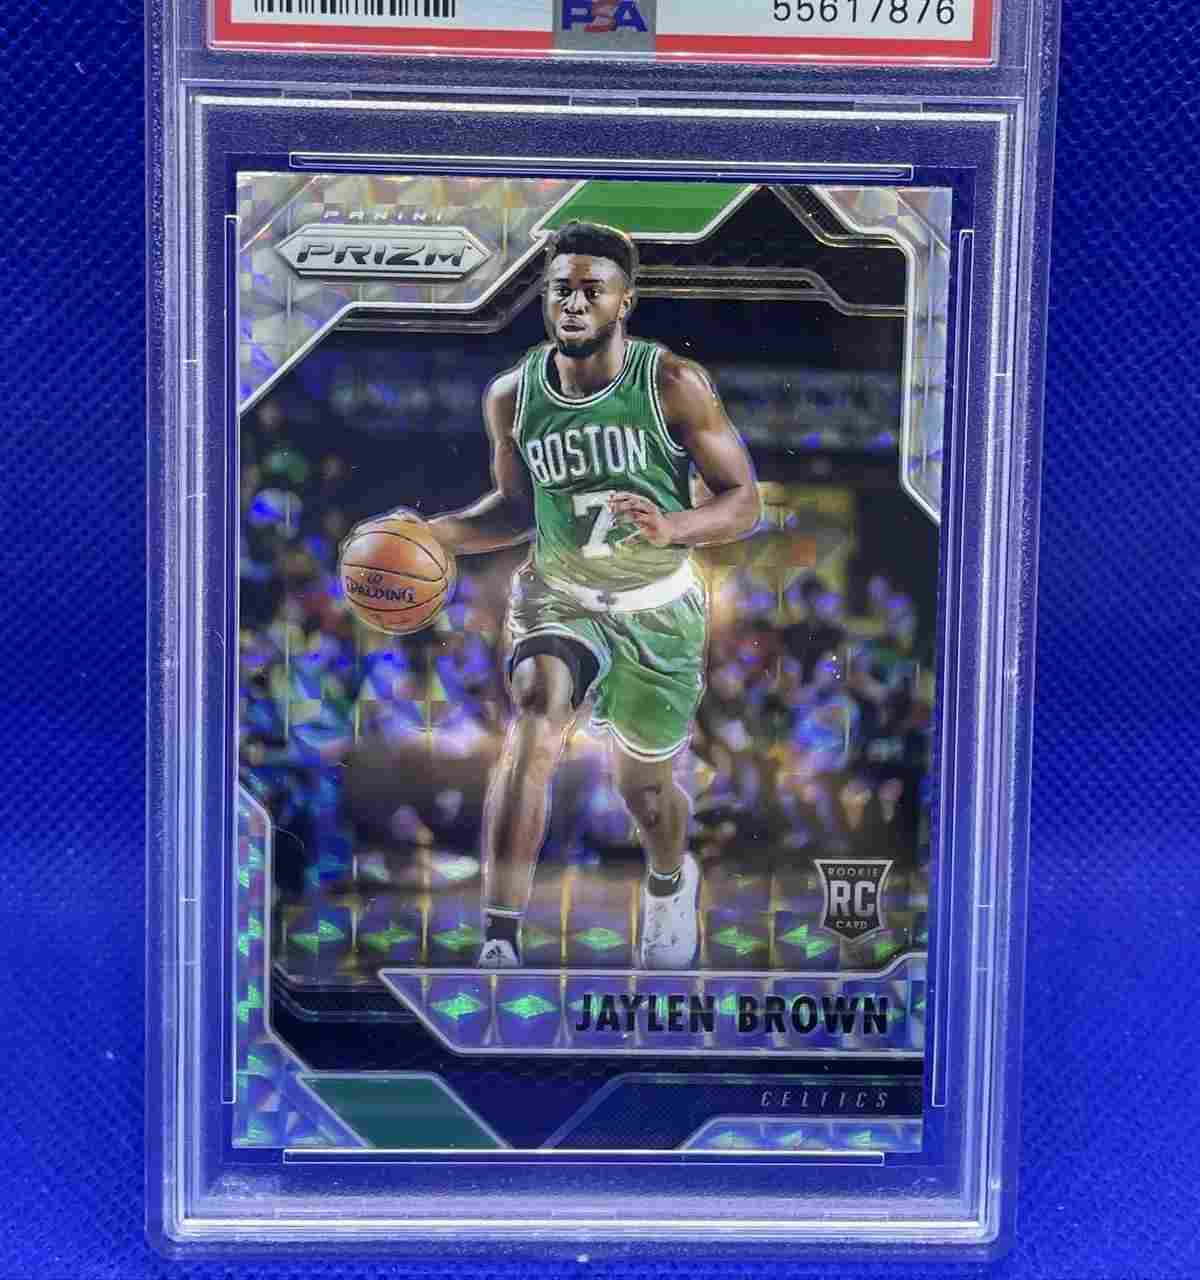 PSA
55617876
PANINI
PRIZM
BOSTON
7
SPALDING
ROOKIE
RC
CARD
JAYLEN BROWN
CELTICS